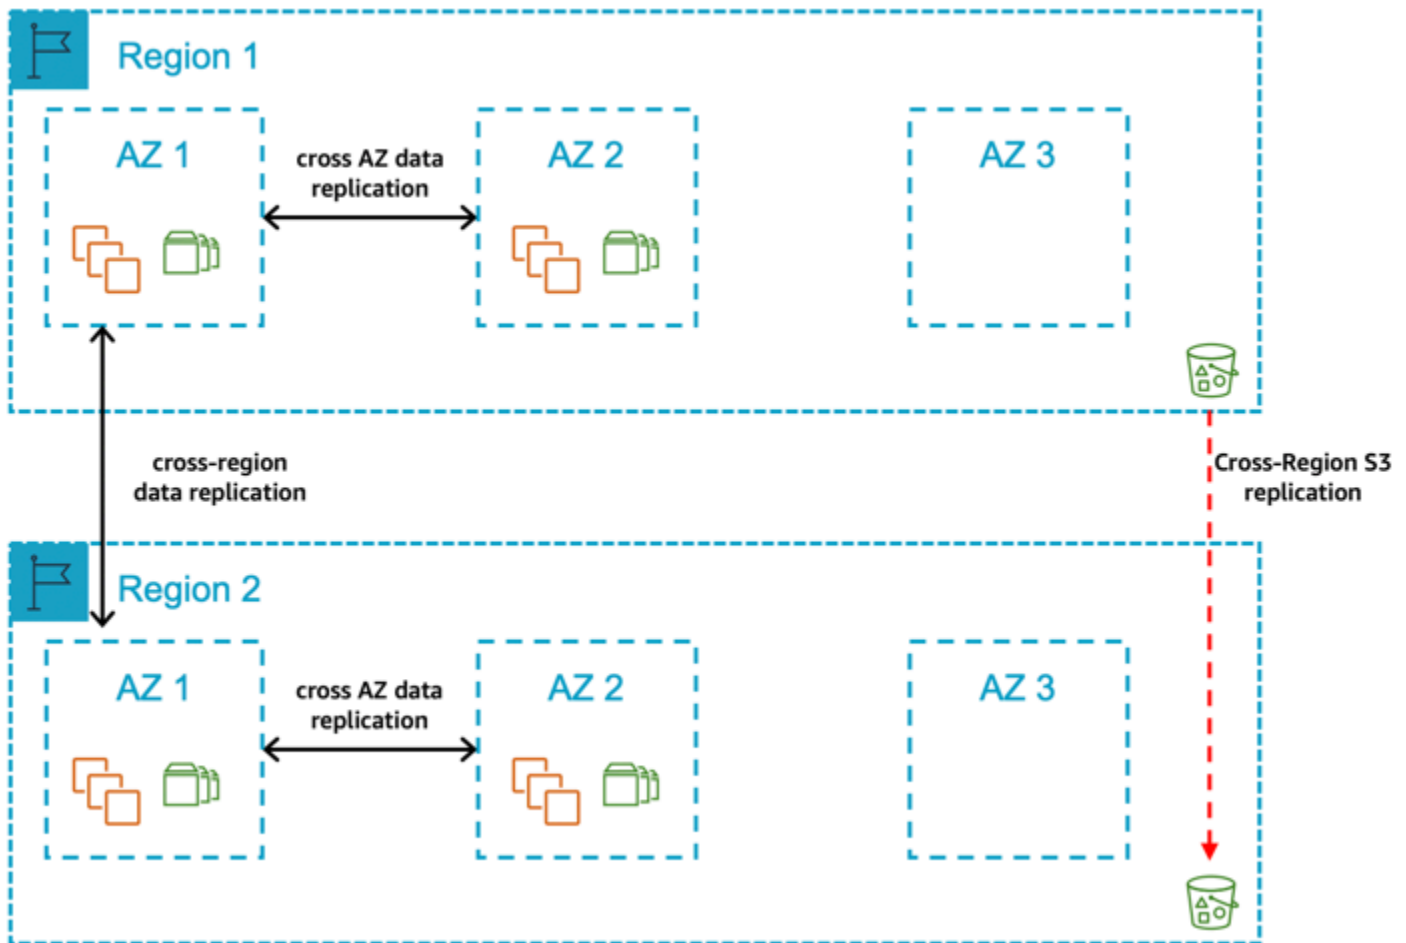 Region 1
AZ 1
cross AZ data
replication
AZ 2
AZ 3
cross-region
data replication
Cross-Region S3
replication
Region 2
AZ 1
cross AZ data
replication
AZ 2
AZ 3